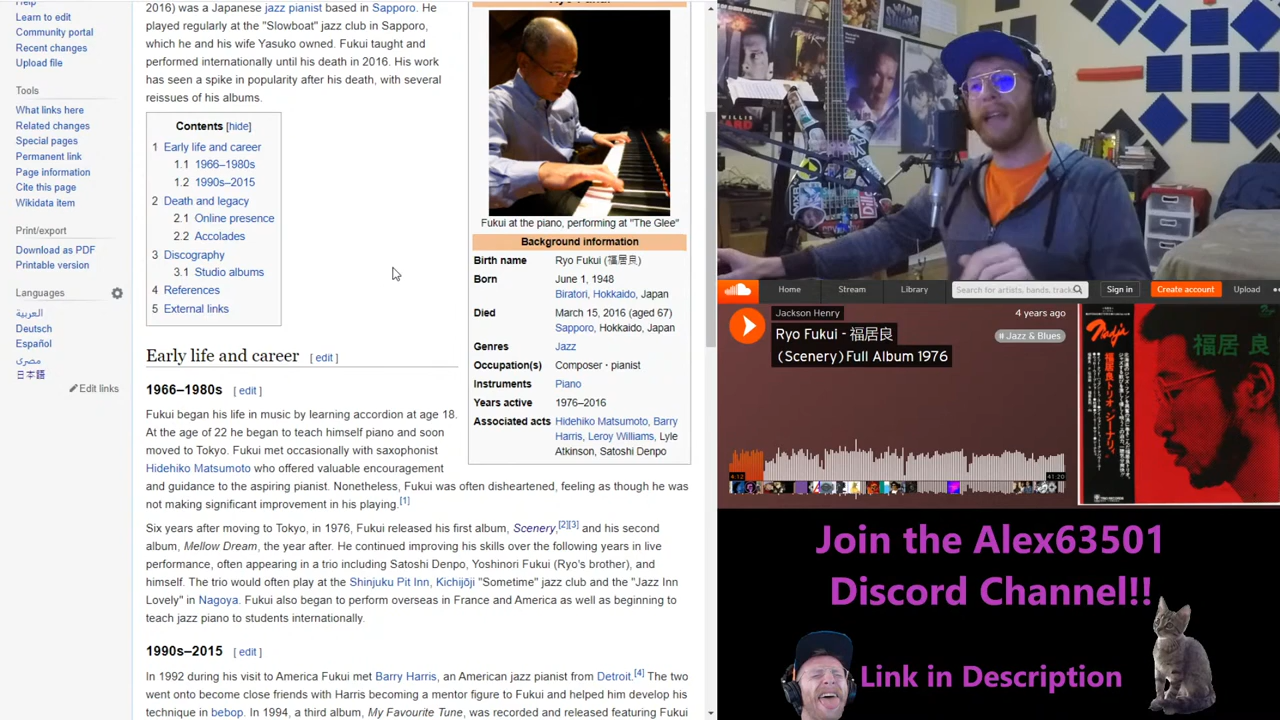 Help
Learn to edit
Community portal
Recent changes
Upload file
Tools
What links here
Related changes
Special pages
Permanent link
Page information
Cite this page
Wikidata item
Print/export
Download as PDF
Printable version
Languages
العربية
Deutsch
Español
مصرى
日本語
Edit links
2016) was a Japanese jazz pianist based in Sapporo. He
played regularly at the "Slowboat" jazz club in Sapporo,
which he and his wife Yasuko owned. Fukui taught and
performed internationally until his death in 2016. His work
has seen a spike in popularity after his death, with several
reissues of his albums.
Contents [hide]
1 Early life and career
1.1 1966–1980s
1.2 1990s–2015
2 Death and legacy
2.1 Online presence
2.2 Accolades
3 Discography
3.1 Studio albums
4 References
5 External links
Early life and career [ edit ]
1966–1980s [ edit ]
Fukui began his life in music by learning accordion at age 18.
At the age of 22 he began to teach himself piano and soon
moved to Tokyo. Fukui met occasionally with saxophonist
Hidehiko Matsumoto who offered valuable encouragement
and guidance to the aspiring pianist. Nonetheless, Fukui was often disheartened, feeling as though he was
not making significant improvement in his playing.[1]
Six years after moving to Tokyo, in 1976, Fukui released his first album, Scenery,[2][3] and his second
album, Mellow Dream, the year after. He continued improving his skills over the following years in live
performance, often appearing in a trio including Satoshi Denpo, Yoshinori Fukui (Ryo's brother), and
himself. The trio would often play at the Shinjuku Pit Inn, Kichijōji "Sometime" jazz club and the "Jazz Inn
Lovely" in Nagoya. Fukui also began to perform overseas in France and America as well as beginning to
teach jazz piano to students internationally.
1990s–2015 [ edit ]
In 1992 during his visit to America Fukui met Barry Harris, an American jazz pianist from Detroit.[4] The two
went onto become close friends with Harris becoming a mentor figure to Fukui and helped him develop his
technique in bebop. In 1994, a third album, My Favourite Tune, was recorded and released featuring Fukui
Ryo Fukui
Fukui at the piano, performing at "The Glee"
Background information
Birth name Ryo Fukui (福居良)
Born June 1, 1948
Biratori, Hokkaido, Japan
Died March 15, 2016 (aged 67)
Sapporo, Hokkaido, Japan
Genres Jazz
Occupation(s) Composer · pianist
Instruments Piano
Years active 1976–2016
Associated acts Hidehiko Matsumoto, Barry
Harris, Leroy Williams, Lyle
Atkinson, Satoshi Denpo
Home Stream Library Search for artists, bands, tracks Sign in Create account Upload
Jackson Henry
4 years ago
Ryo Fukui - 福居良
# Jazz & Blues
(Scenery)Full Album 1976
4:12
41:20
福居 良
福居良トリオ・シーナリィ
Join the Alex63501
Discord Channel!!
Link in Description